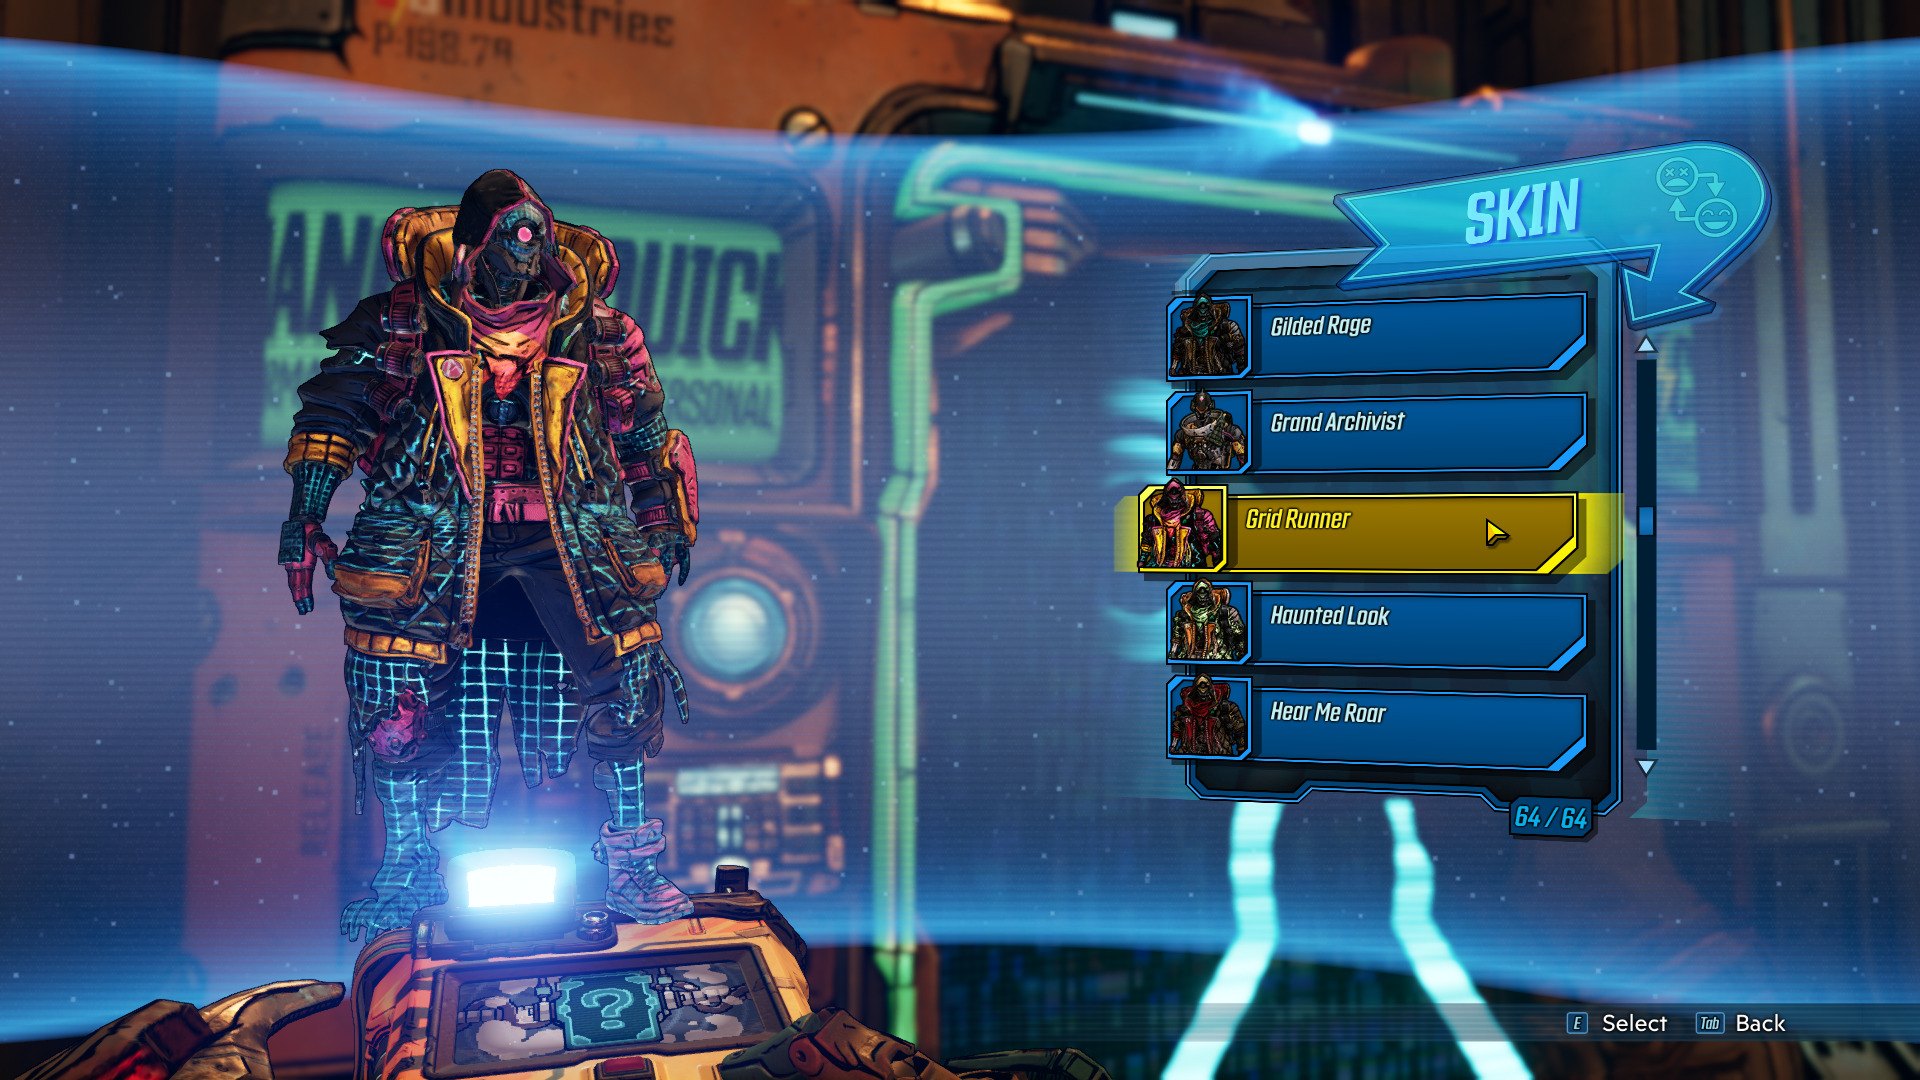 industries
P-198.79
SKIN
Gilded Rage
Grand Archivist
Grid Runner
Haunted Look
Hear Me Roar
64 / 64
RELEASE
?
E Select Tab Back